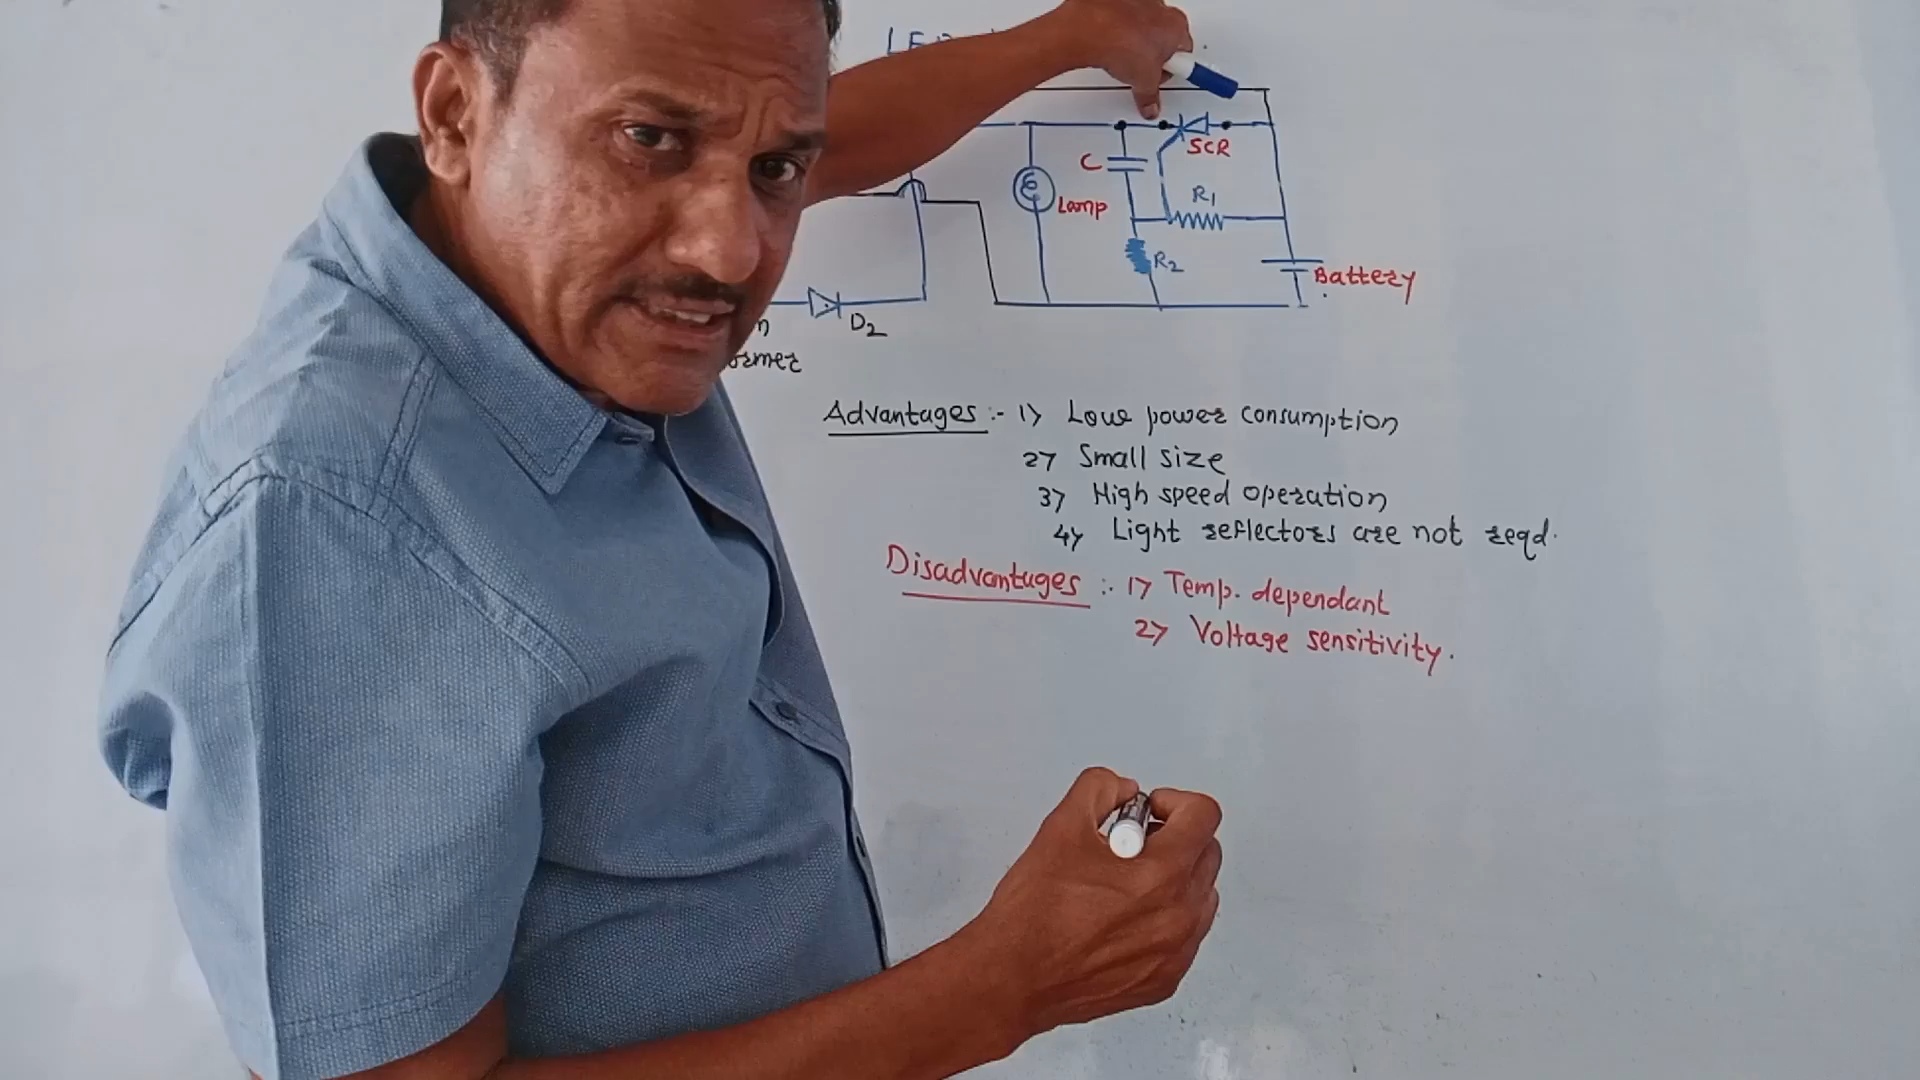 SCR
C
R1
Lamp
R2
Battery
D2
Advantages :- 1) Low power consumption
2) Small size
3) High speed operation
4) Light reflectors are not reqd.
Disadvantages :- 1) Temp. dependant
2) Voltage sensitivity.